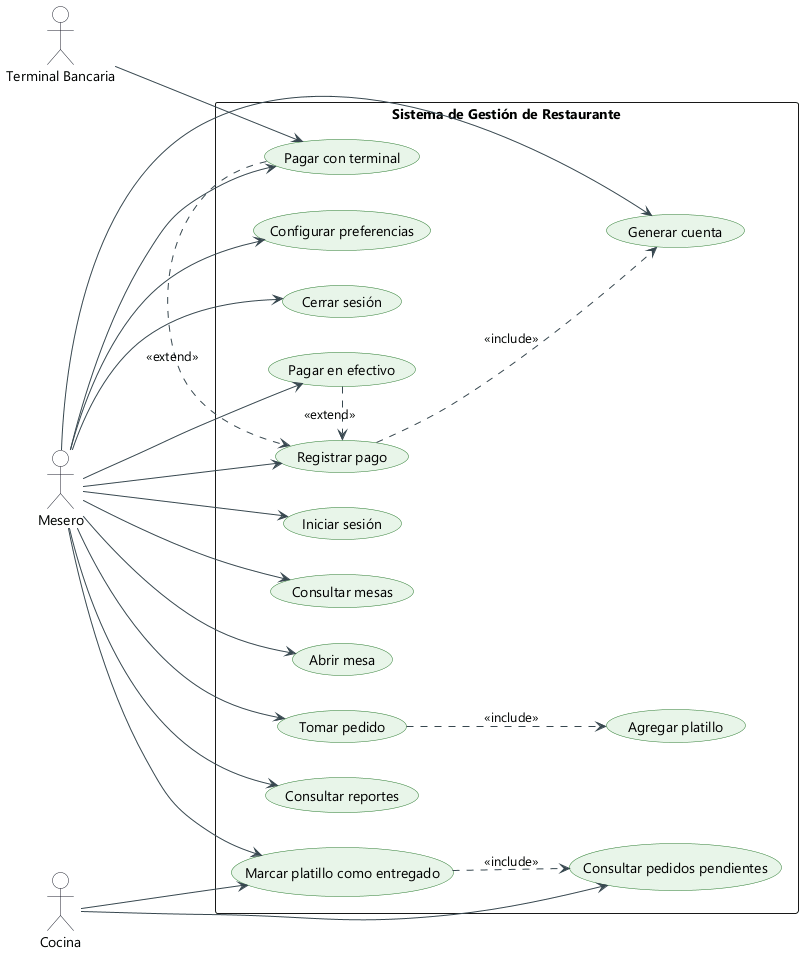 Terminal Bancaria
Sistema de Gestión de Restaurante
Pagar con terminal
Configurar preferencias
Generar cuenta
Cerrar sesión
«include»
«extend»
Pagar en efectivo
«extend»
Registrar pago
Mesero
Iniciar sesión
Consultar mesas
Abrir mesa
Tomar pedido
«include»
Agregar platillo
Consultar reportes
Marcar platillo como entregado
«include»
Consultar pedidos pendientes
Cocina